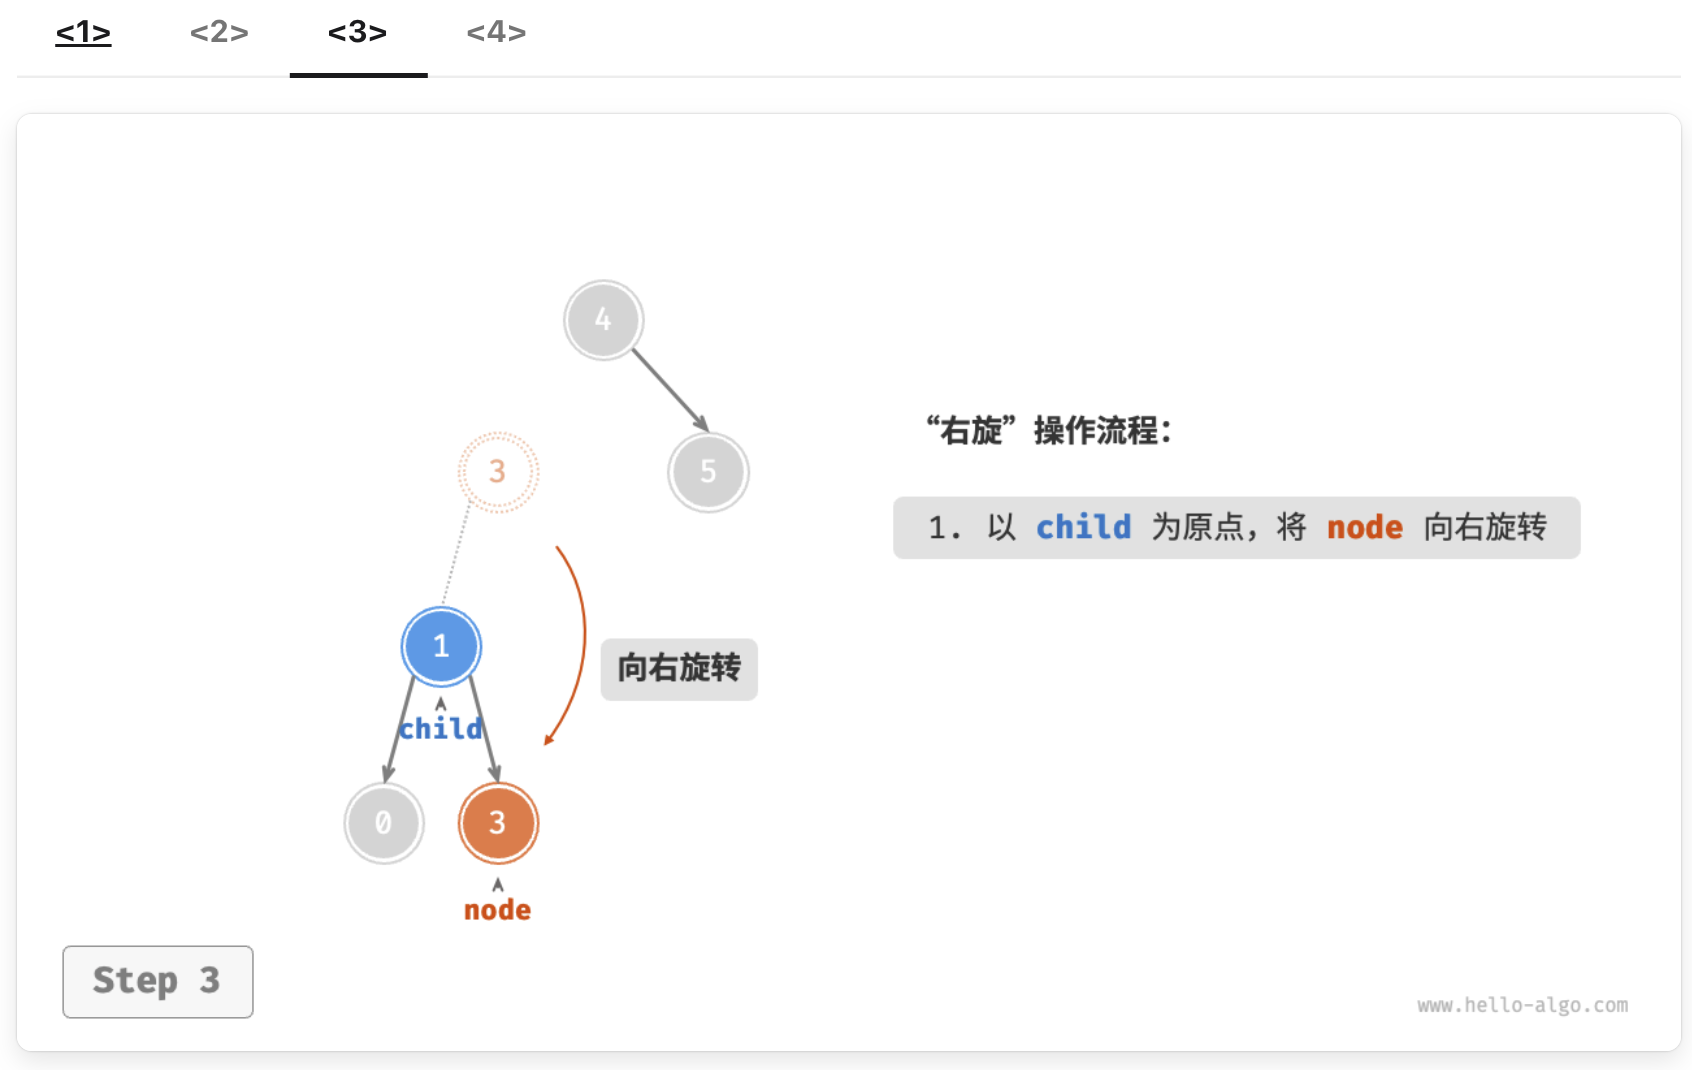 <1> <2> <3> <4>
4
3
5
“右旋”操作流程：
1. 以 child 为原点，将 node 向右旋转
1
向右旋转
child
0
3
node
Step 3
www.hello-algo.com